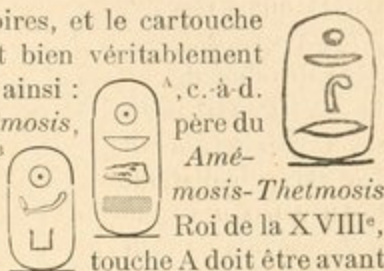 oires, et le cartouche
t bien véritablement
ainsi : A, c.-à-d.
mosis, père du
Amé-
mosis-Thetmosis
Roi de la XVIIIe,
touche A doit être avant